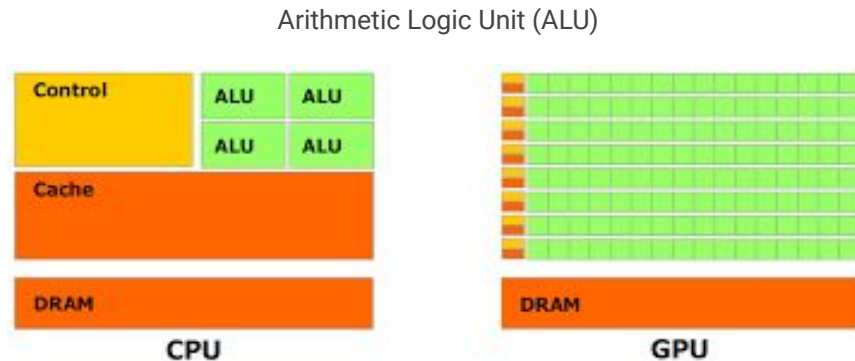 Arithmetic Logic Unit (ALU)
Control
ALU ALU
ALU ALU
Cache
DRAM
CPU
DRAM
GPU